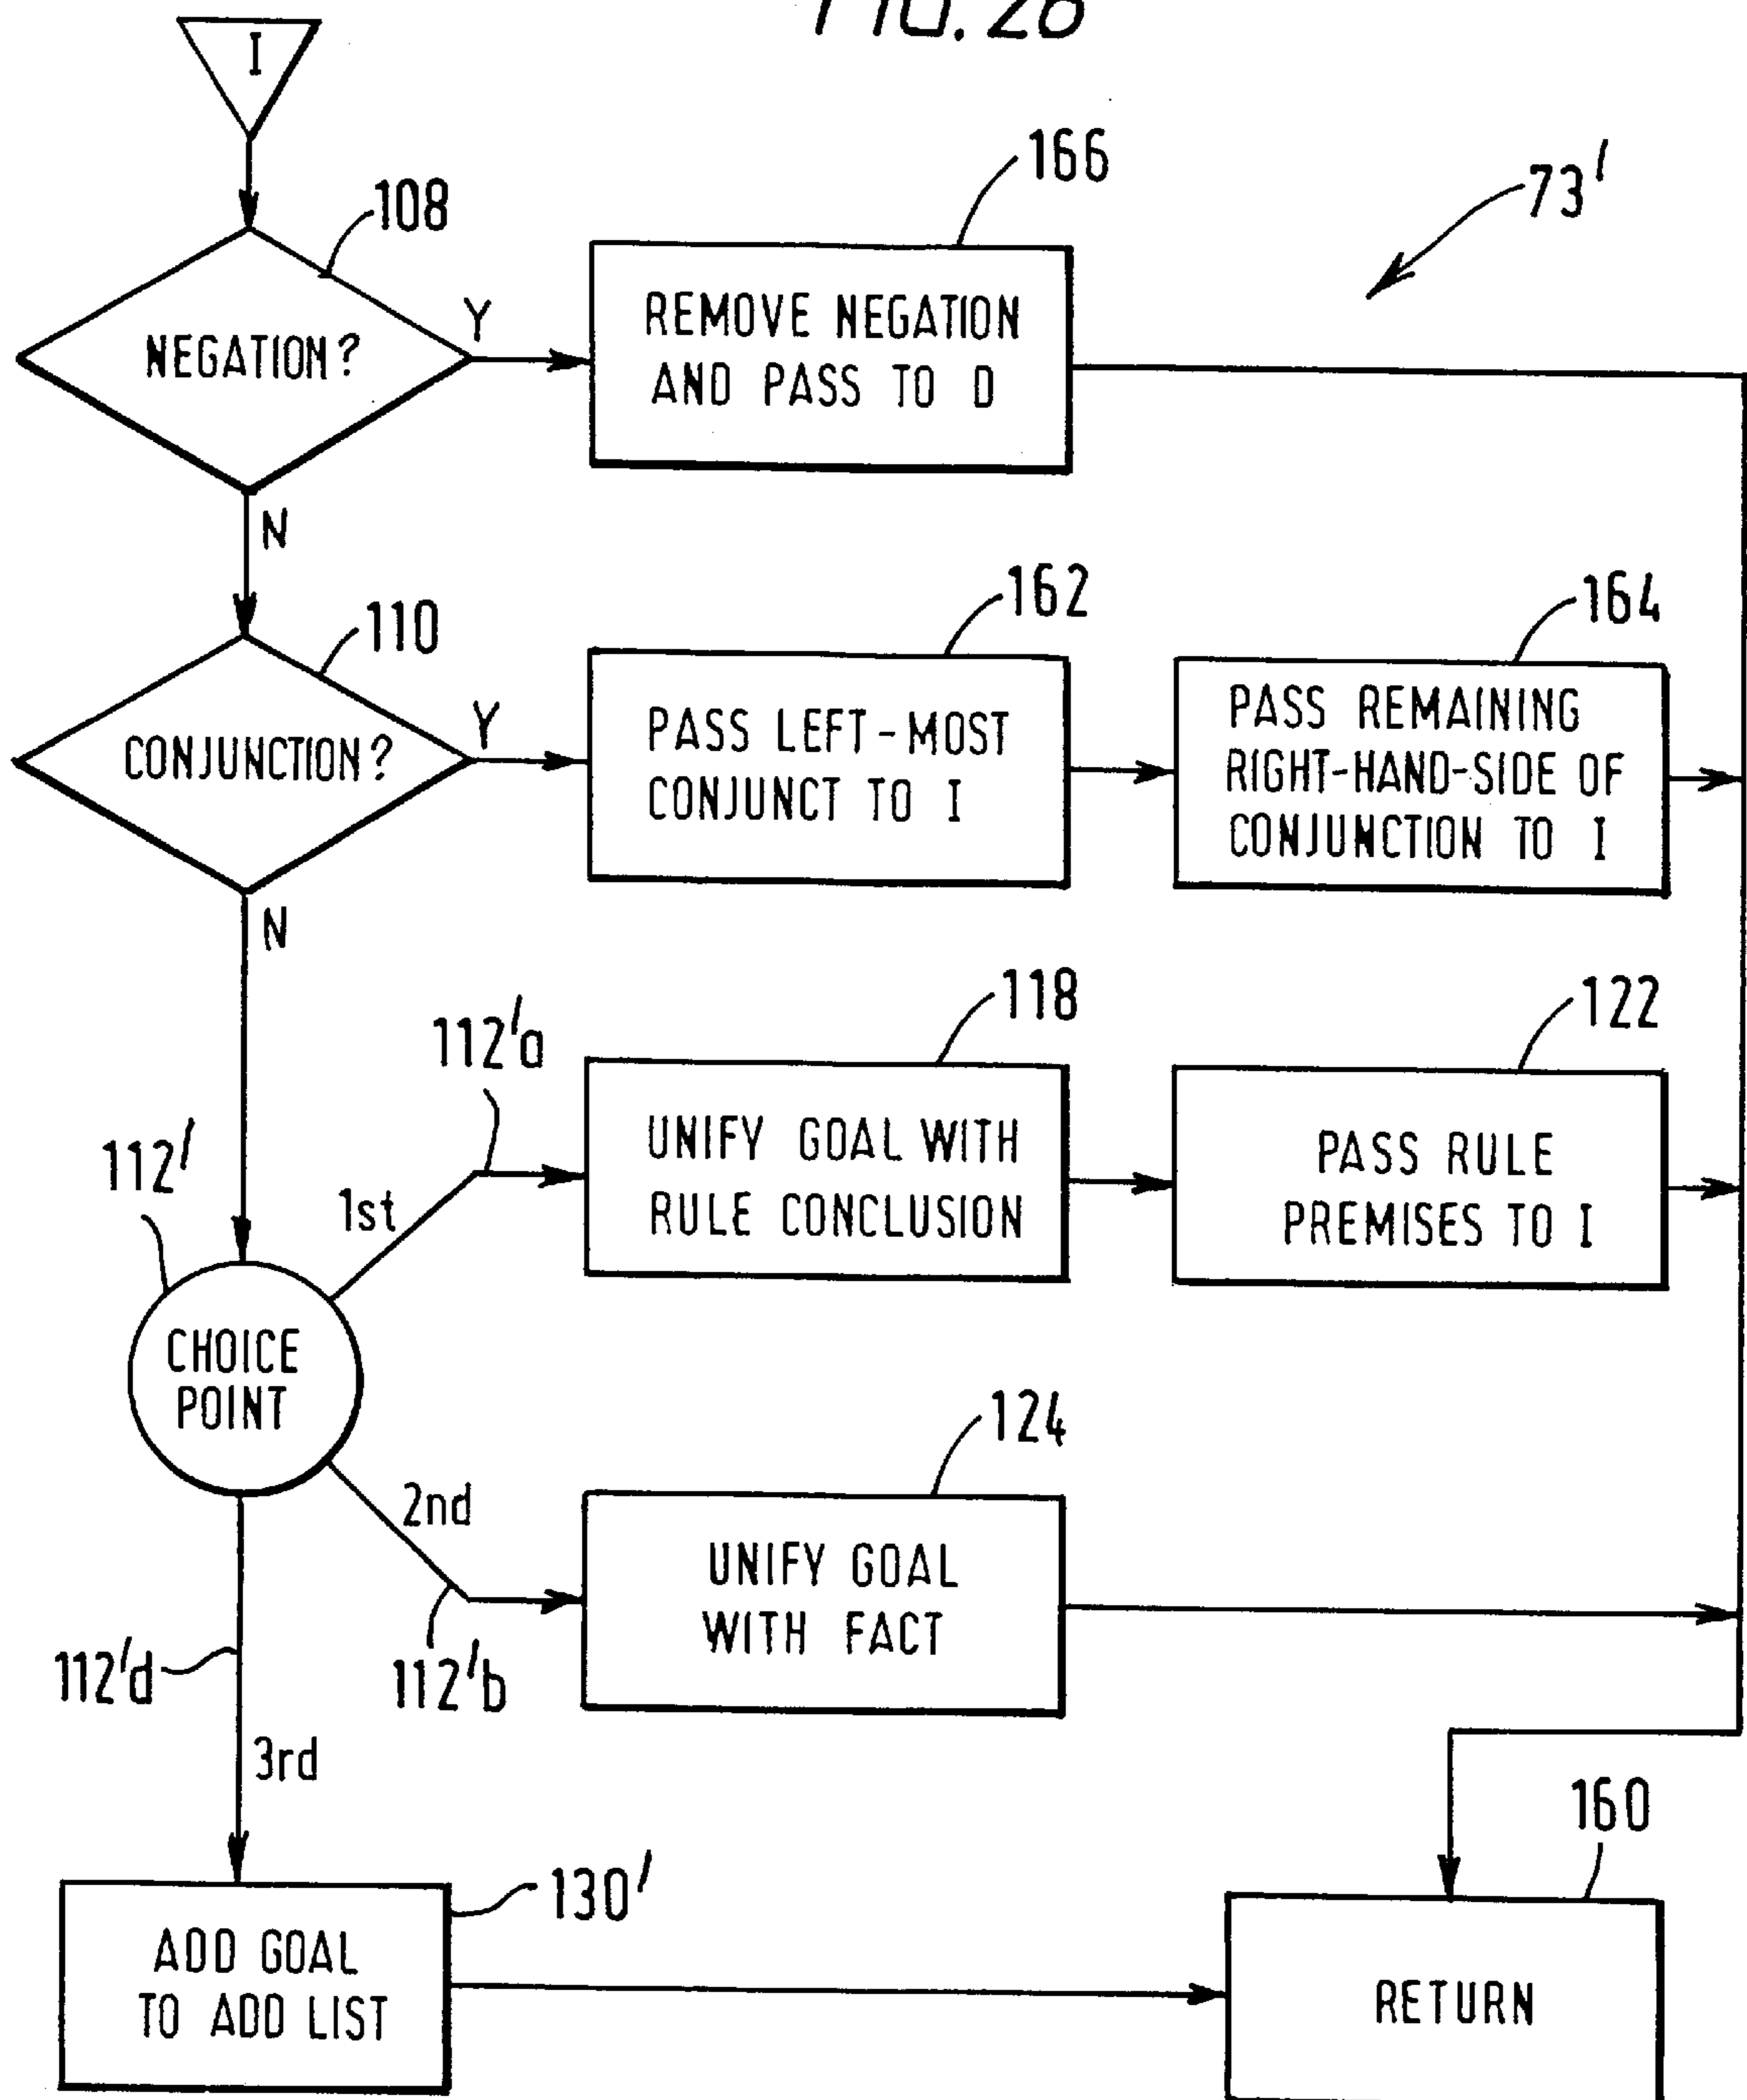 I
108
166
73'
NEGATION?
Y
REMOVE NEGATION
AND PASS TO D
N
110
162
164
CONJUNCTION?
Y
PASS LEFT-MOST
CONJUNCT TO I
PASS REMAINING
RIGHT-HAND-SIDE OF
CONJUNCTION TO I
N
112'
112'a
118
122
1st
UNIFY GOAL WITH
RULE CONCLUSION
PASS RULE
PREMISES TO I
CHOICE
POINT
124
2nd
112'b
UNIFY GOAL
WITH FACT
112'd
3rd
130'
160
ADD GOAL
TO ADD LIST
RETURN